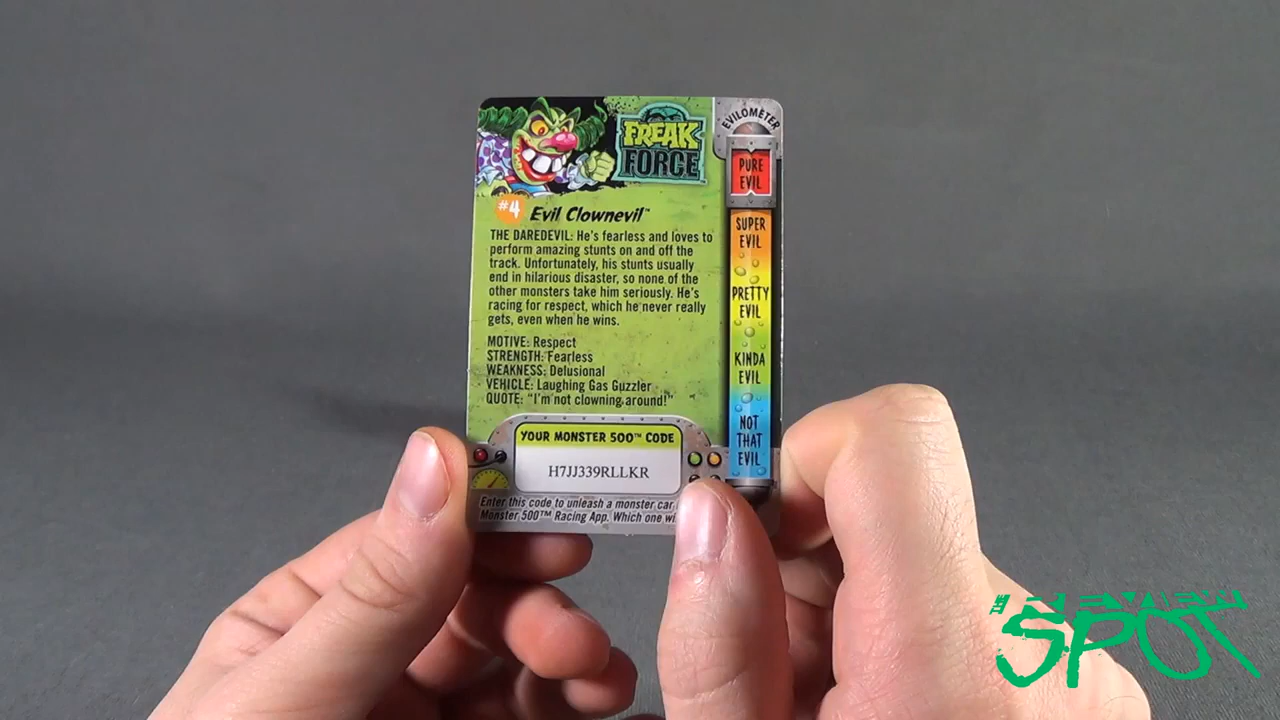 FREAK
FORCE
EVILOMETER
PURE
EVIL
SUPER
EVIL
PRETTY
EVIL
KINDA
EVIL
NOT
THAT
EVIL
#4 Evil Clownevil™
THE DAREDEVIL: He's fearless and loves to
perform amazing stunts on and off the
track. Unfortunately, his stunts usually
end in hilarious disaster, so none of the
other monsters take him seriously. He's
racing for respect, which he never really
gets, even when he wins.
MOTIVE: Respect
STRENGTH: Fearless
WEAKNESS: Delusional
VEHICLE: Laughing Gas Guzzler
QUOTE: "I'm not clowning around!"
YOUR MONSTER 500™ CODE
H7JJ339RLLKR
Enter this code to unleash a monster car
Monster 500™ Racing App. Which one
SPOT